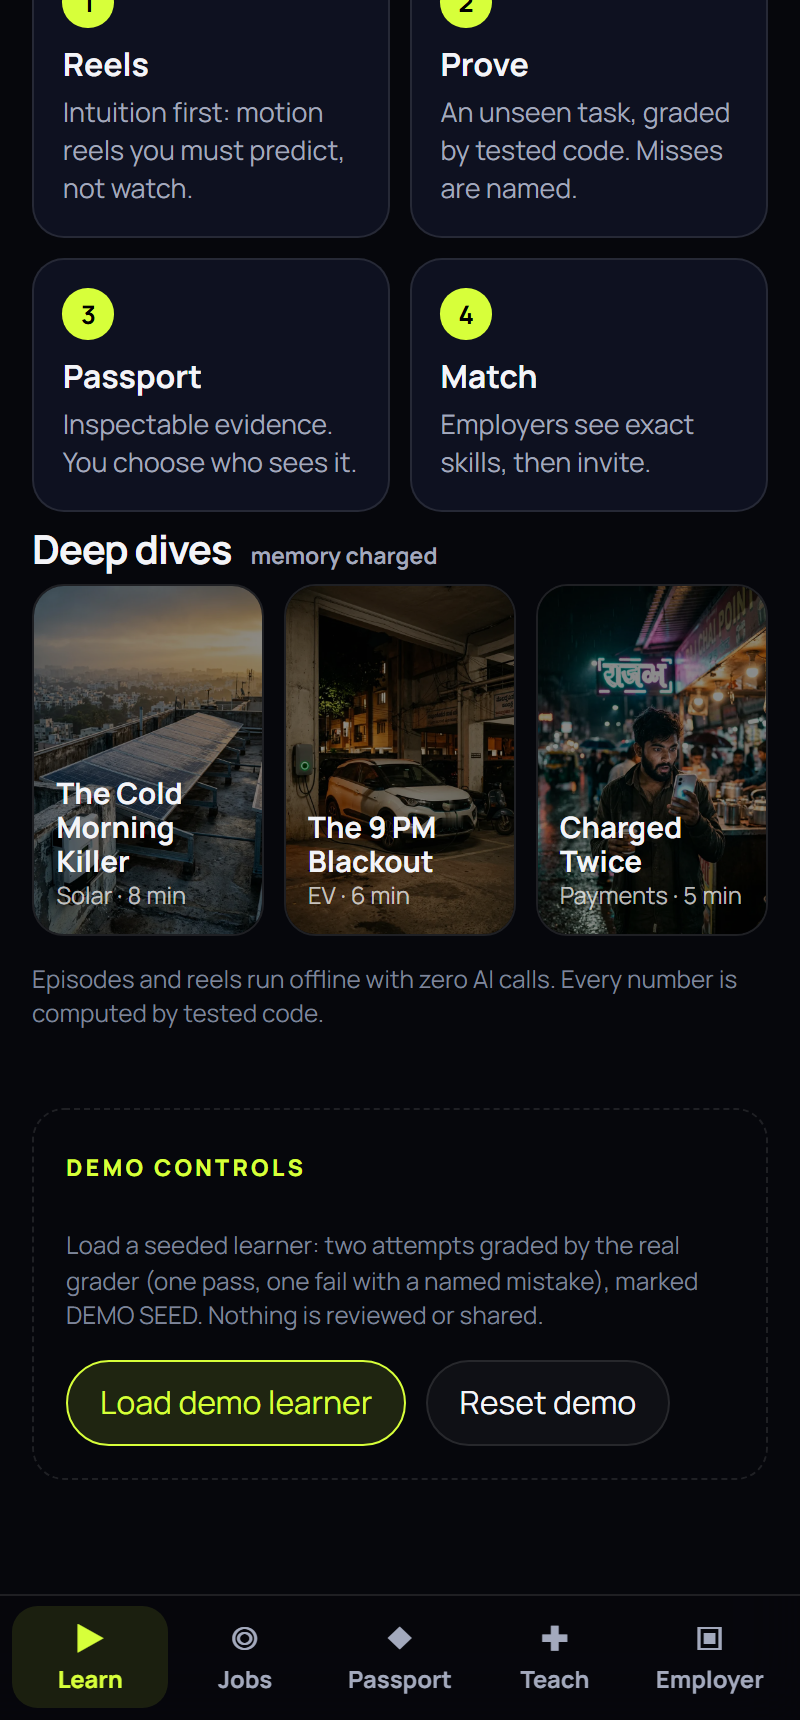 1
2
Reels
Intuition first: motion
reels you must predict,
not watch.
Prove
An unseen task, graded
by tested code. Misses
are named.
3
Passport
Inspectable evidence.
You choose who sees it.
4
Match
Employers see exact
skills, then invite.
Deep dives memory charged
The Cold
Morning
Killer
Solar · 8 min
The 9 PM
Blackout
EV · 6 min
CHAI POINT
Charged
Twice
Payments · 5 min
Episodes and reels run offline with zero AI calls. Every number is
computed by tested code.
DEMO CONTROLS
Load a seeded learner: two attempts graded by the real
grader (one pass, one fail with a named mistake), marked
DEMO SEED. Nothing is reviewed or shared.
Load demo learner
Reset demo
Learn
Jobs
Passport
Teach
Employer